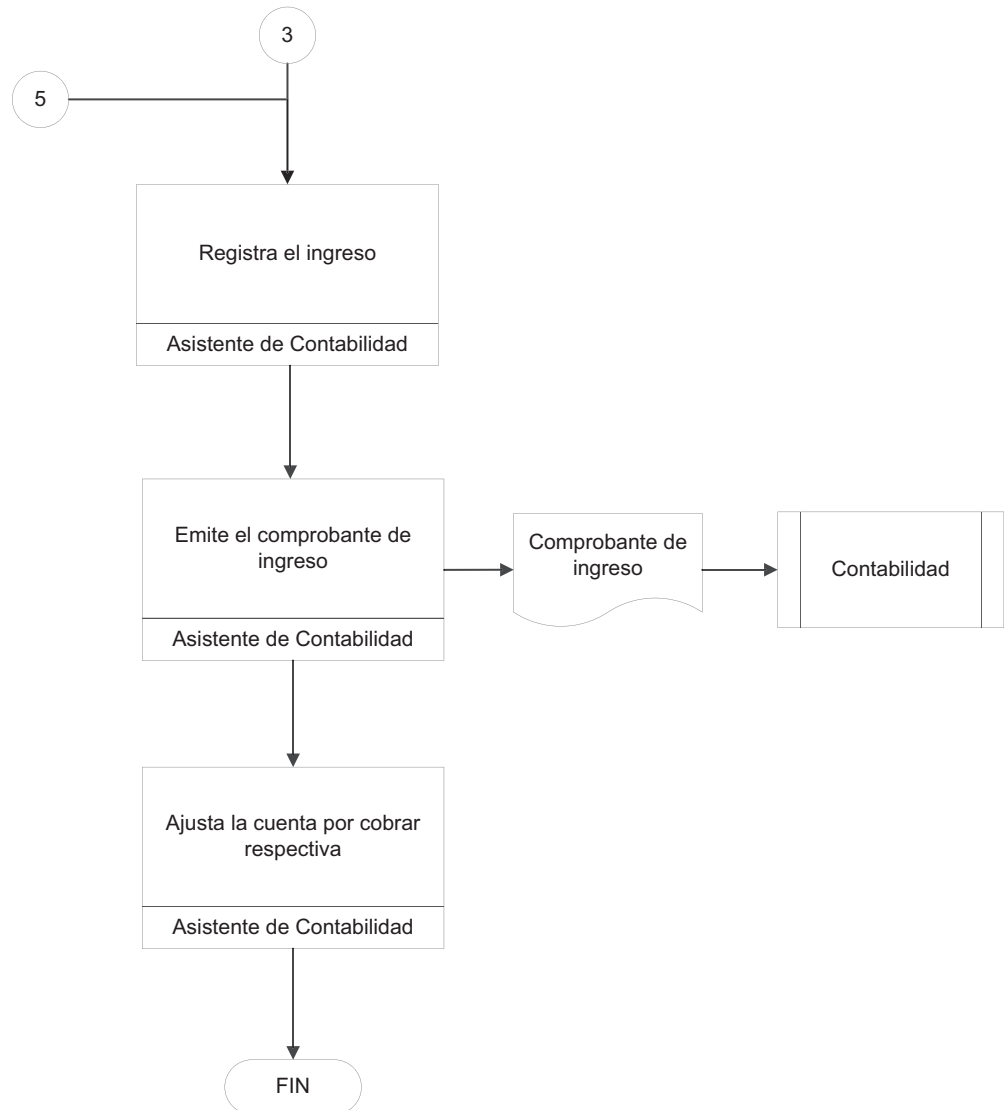 3
5
Registra el ingreso
Asistente de Contabilidad
Emite el comprobante de
ingreso
Asistente de Contabilidad
Comprobante de
ingreso
Contabilidad
Ajusta la cuenta por cobrar
respectiva
Asistente de Contabilidad
FIN